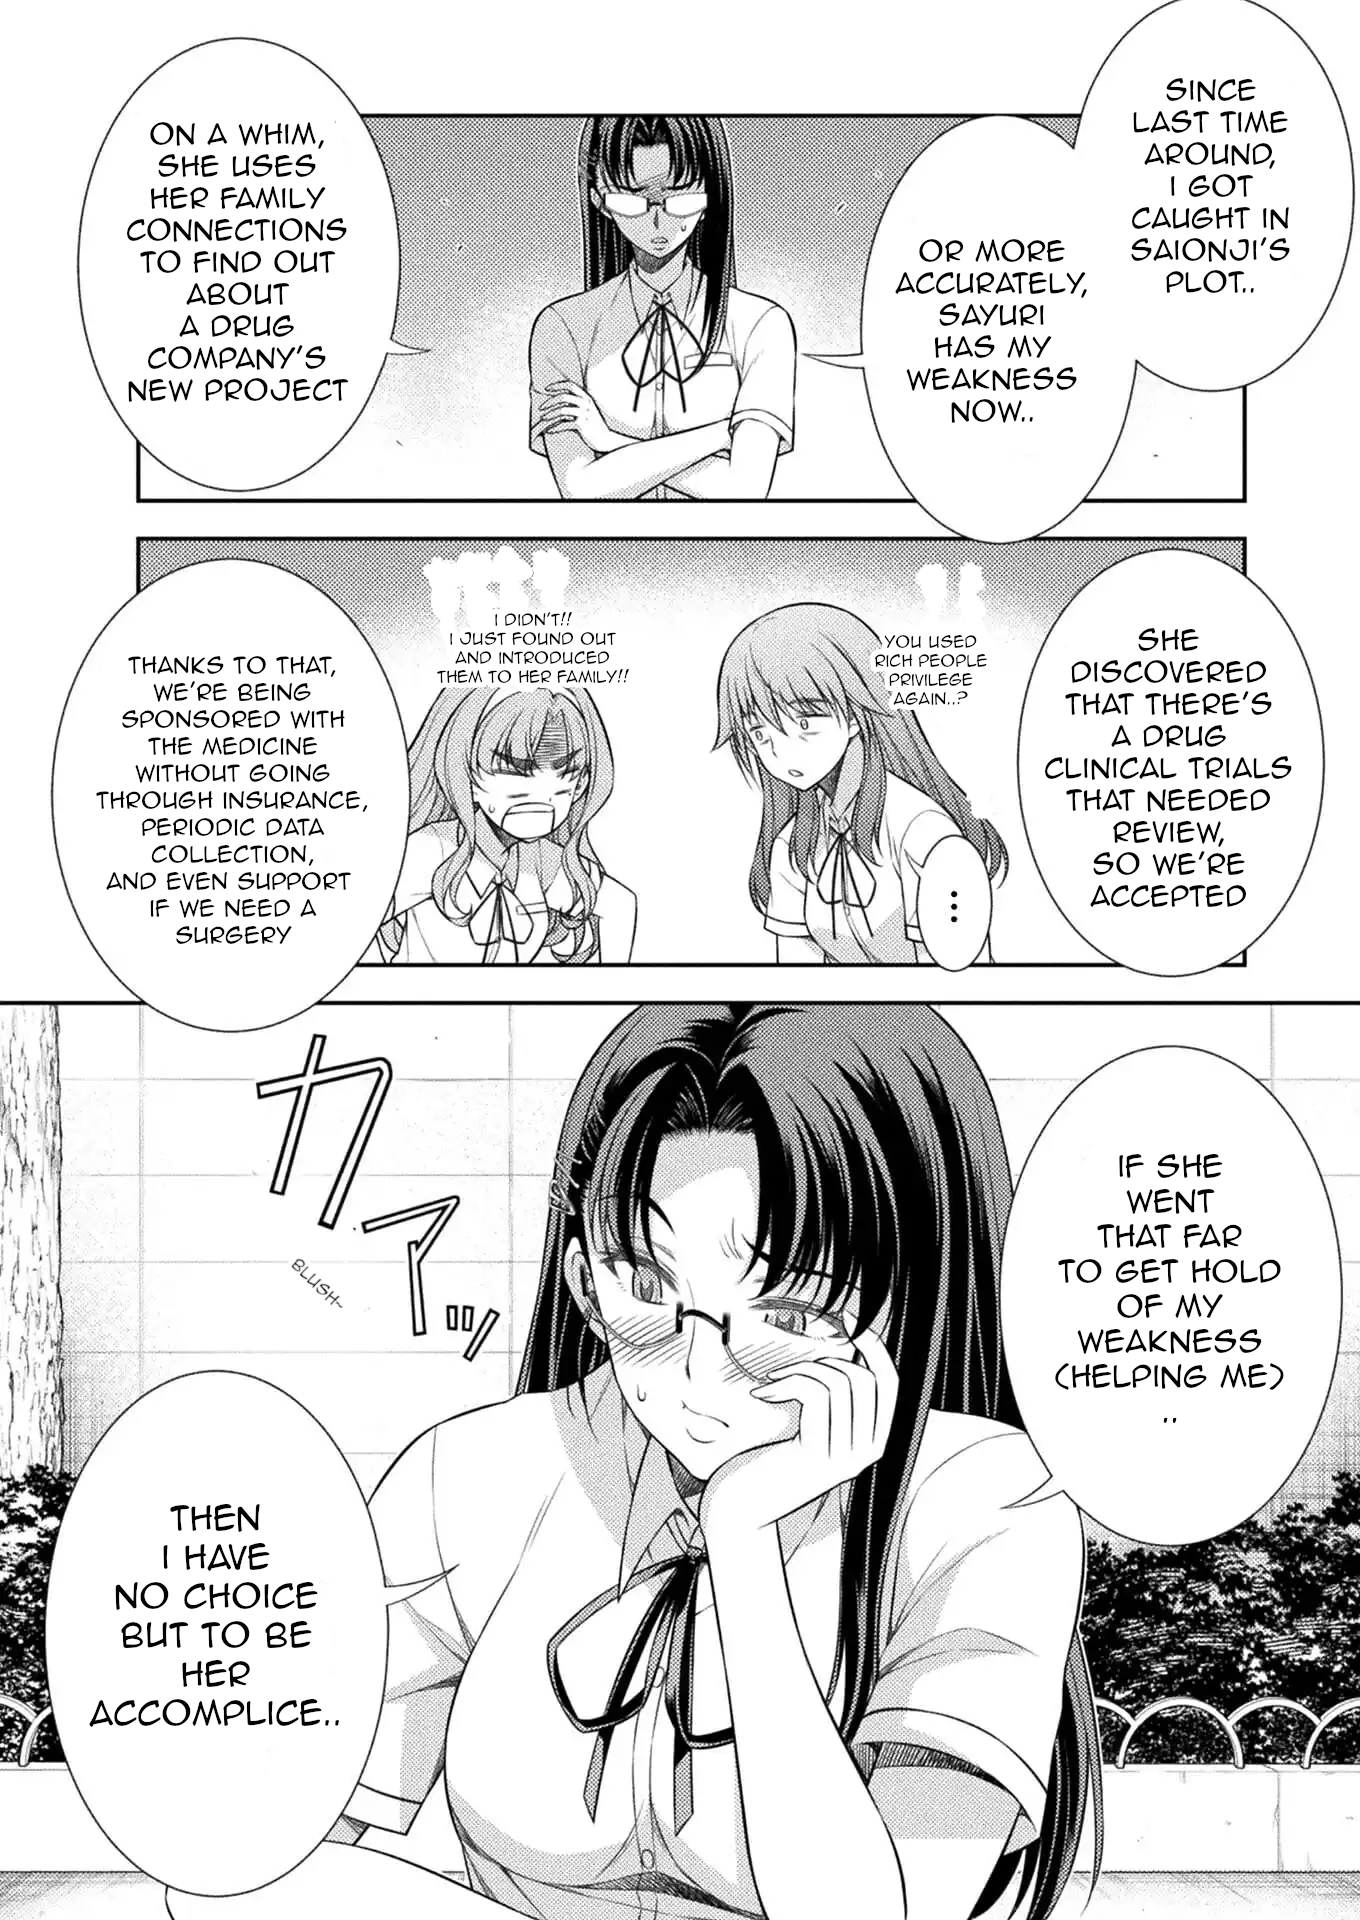 SINCE
LAST TIME
AROUND,
I GOT
CAUGHT IN
SAIONJI'S
PLOT..
OR MORE
ACCURATELY,
SAYURI
HAS MY
WEAKNESS
NOW..
ON A WHIM,
SHE USES
HER FAMILY
CONNECTIONS
TO FIND OUT
ABOUT
A DRUG
COMPANY'S
NEW PROJECT
SHE
DISCOVERED
THAT THERE'S
A DRUG
CLINICAL TRIALS
THAT NEEDED
REVIEW,
SO WE'RE
ACCEPTED
YOU USED
RICH PEOPLE
PRIVILEGE
AGAIN..?
...
I DIDN'T!!
I JUST FOUND OUT
AND INTRODUCED
THEM TO HER FAMILY!!
THANKS TO THAT,
WE'RE BEING
SPONSORED WITH
THE MEDICINE
WITHOUT GOING
THROUGH INSURANCE,
PERIODIC DATA
COLLECTION,
AND EVEN SUPPORT
IF WE NEED A
SURGERY
IF SHE
WENT
THAT FAR
TO GET HOLD
OF MY
WEAKNESS
(HELPING ME)
..
カァッ
BLUSH~
THEN
I HAVE
NO CHOICE
BUT TO BE
HER
ACCOMPLICE..